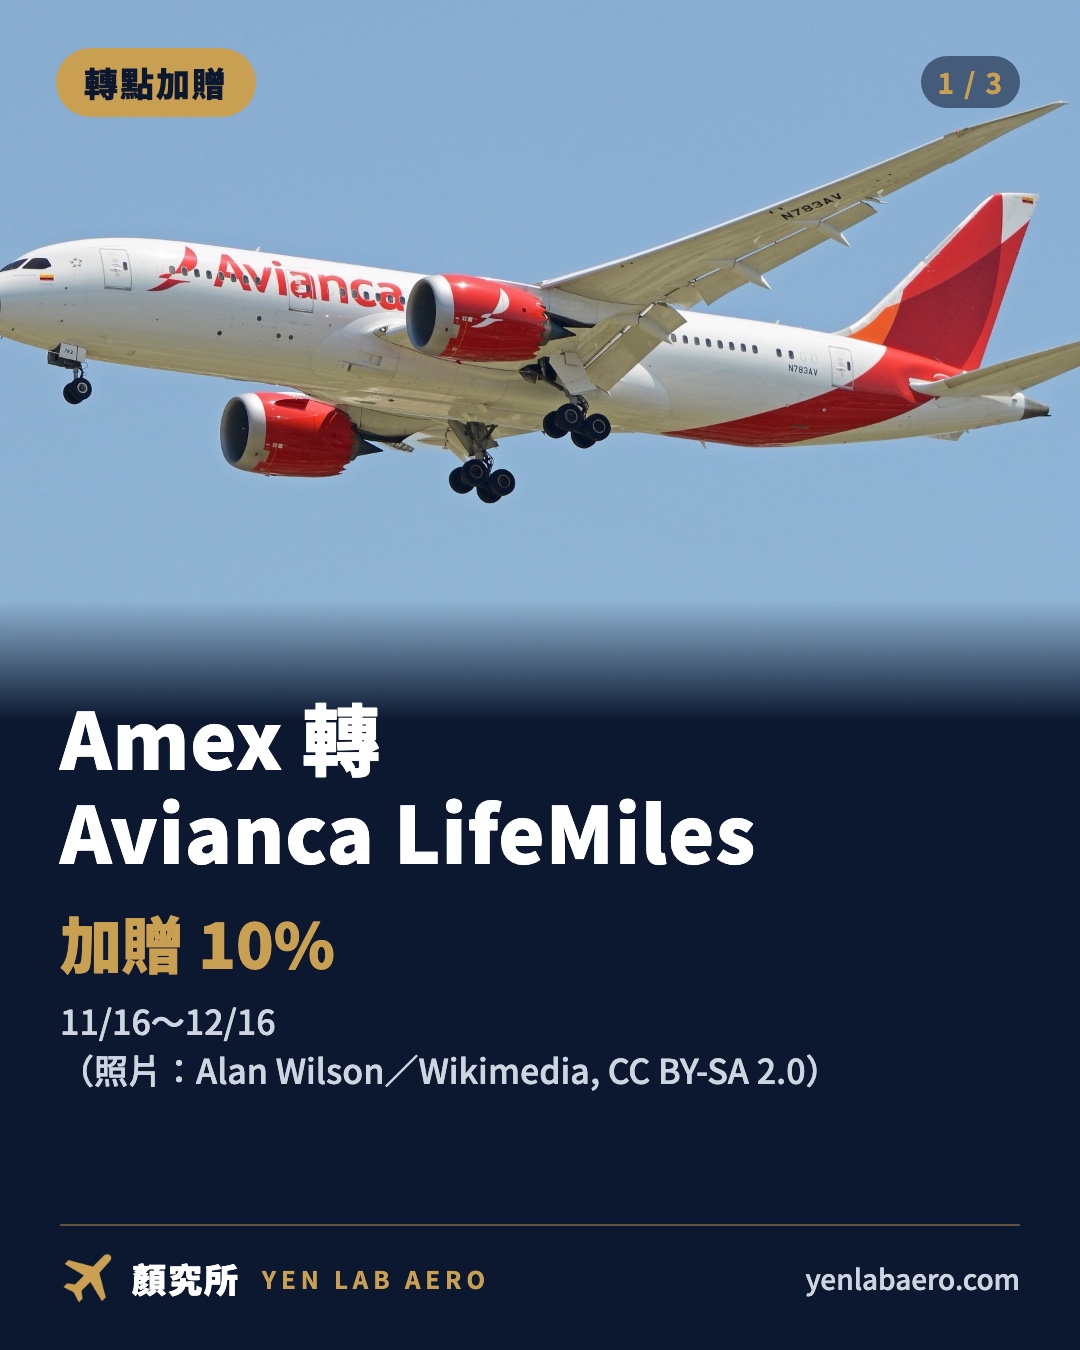 轉點加贈
1 / 3
N783AV
Avianca
N783AV
Amex 轉
Avianca LifeMiles
加贈 10%
11/16～12/16
（照片：Alan Wilson／Wikimedia, CC BY-SA 2.0）
顏究所 YEN LAB AERO
yenlabaero.com